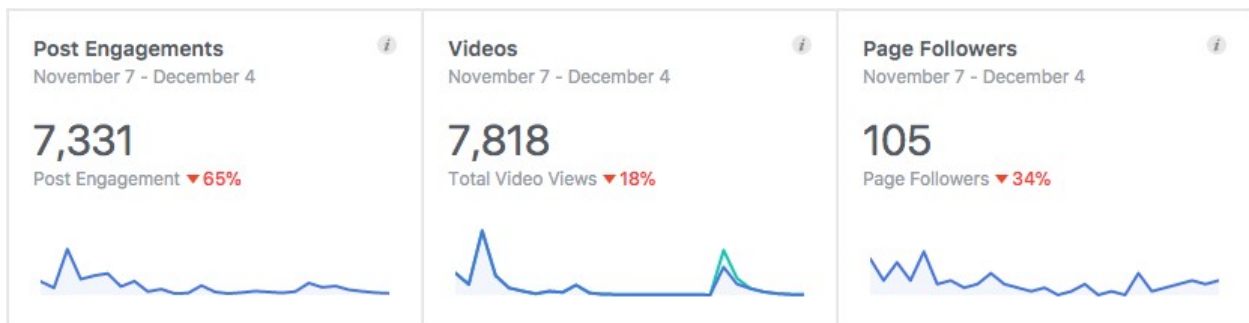 Post Engagements
November 7 - December 4
7,331
Post Engagement ▼65%
Videos
November 7 - December 4
7,818
Total Video Views ▼18%
Page Followers
November 7 - December 4
105
Page Followers ▼34%